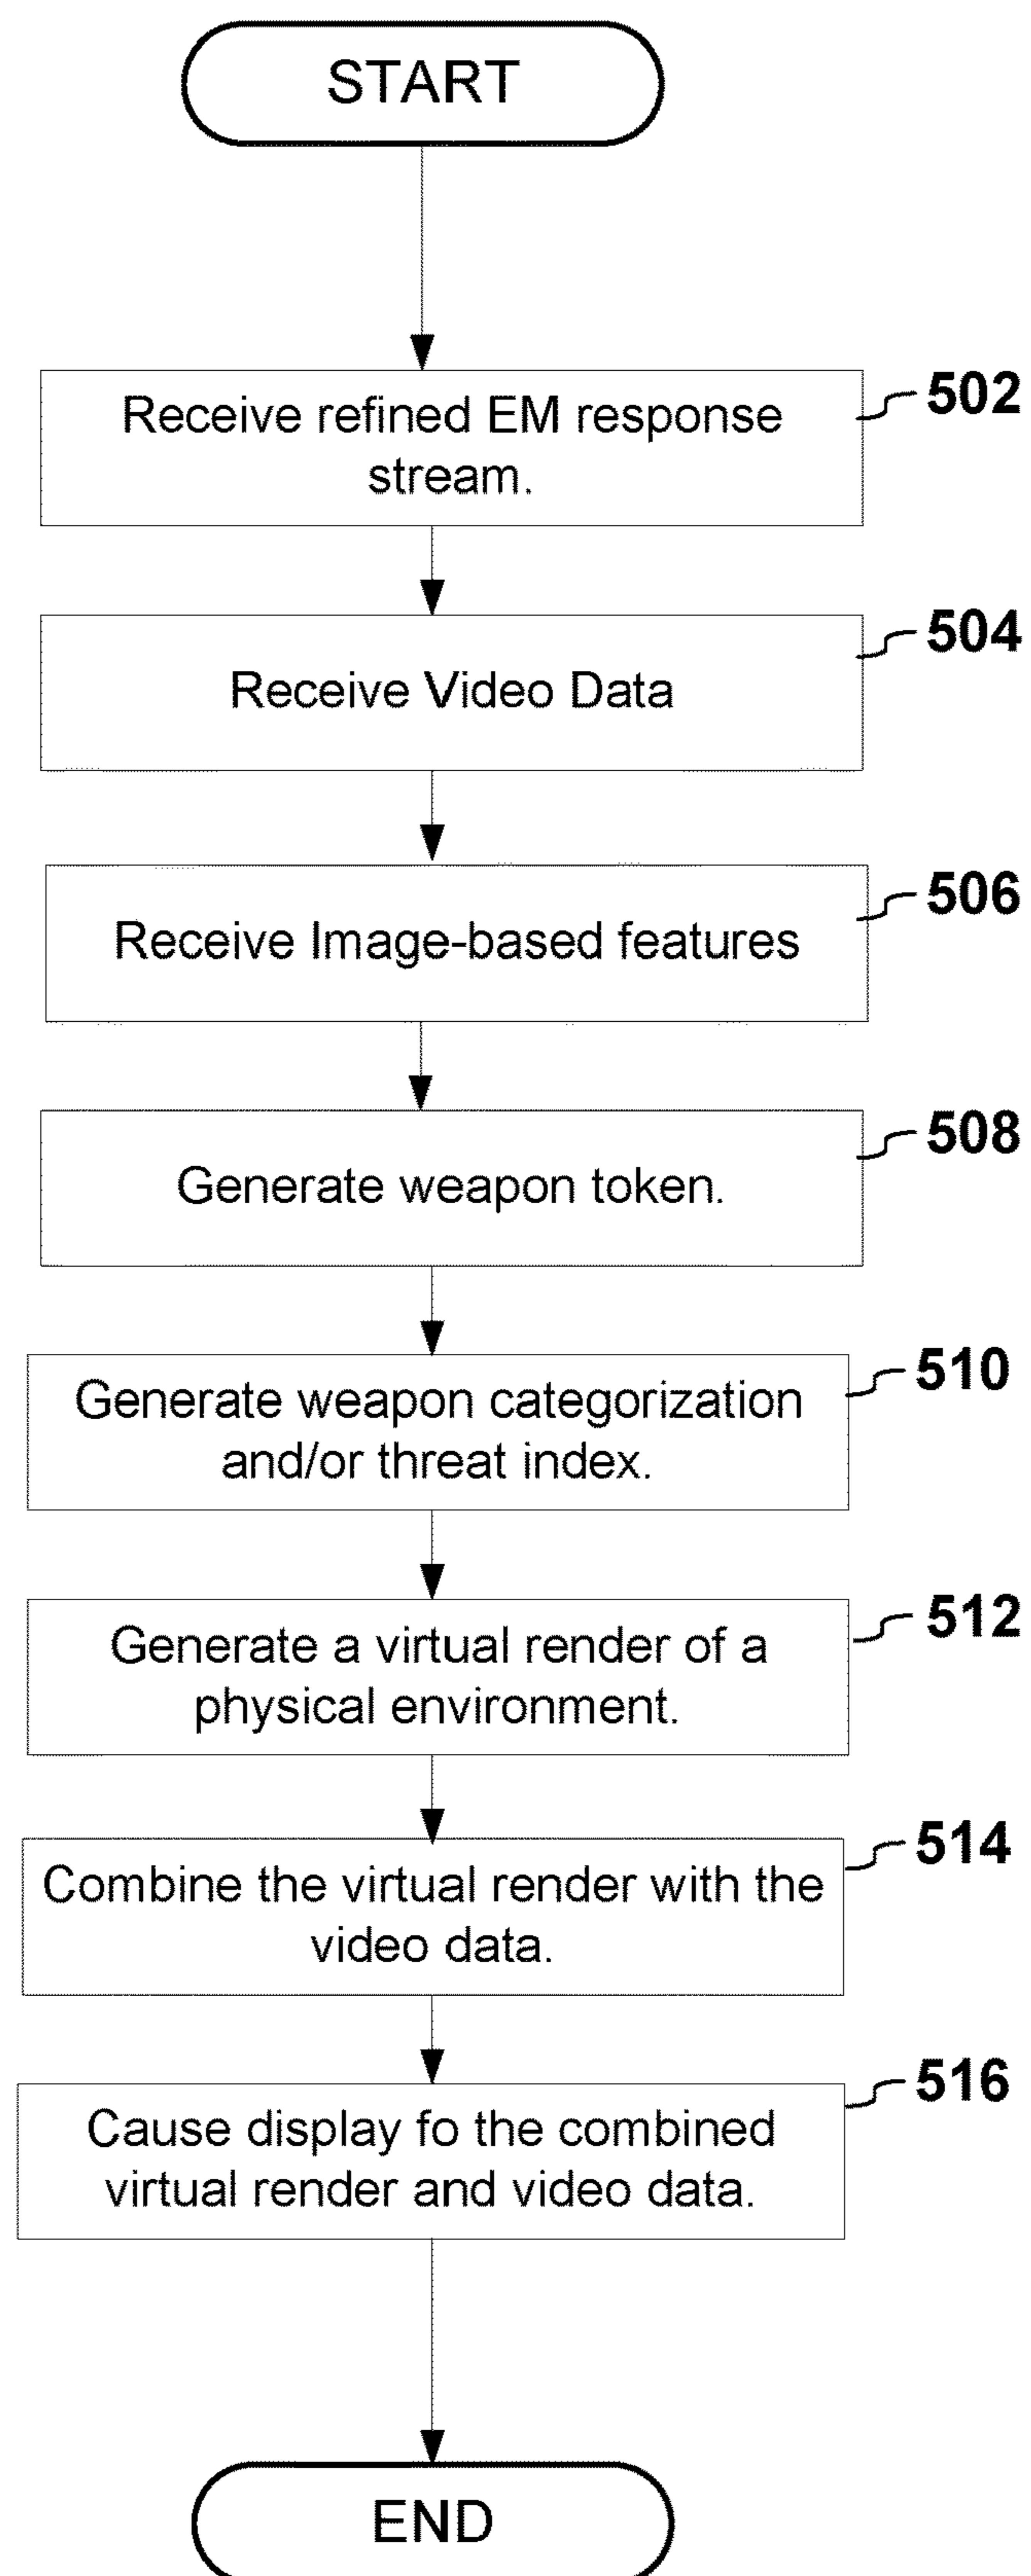 START
502
Receive refined EM response
stream.
504
Receive Video Data
506
Receive Image-based features
508
Generate weapon token.
510
Generate weapon categorization
and/or threat index.
512
Generate a virtual render of a
physical environment.
514
Combine the virtual render with the
video data.
516
Cause display fo the combined
virtual render and video data.
END